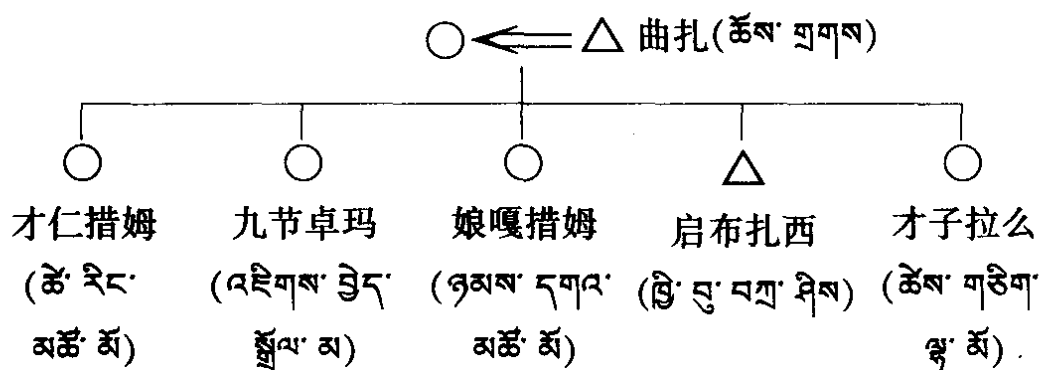 曲扎(ཆོས་ གྲགས)
才仁措姆 九节卓玛 娘嘎措姆 启布扎西 才子拉么
(ཚེ་ རིང་ (འཇིགས་ བྱེད་ (ཉམས་ དགའ་ (ཁྱི་ བུ་ བཀྲ་ ཤིས) (ཚེས་ གཅིག་
མཚོ་ མོ) སྒྲོལ་ མ) མཚོ་ མོ) ལྷ་ མོ)